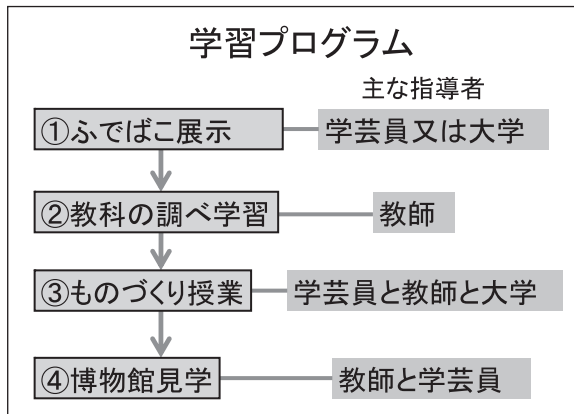 学習プログラム
主な指導者
①ふでばこ展示
学芸員又は大学
②教科の調べ学習
教師
③ものづくり授業
学芸員と教師と大学
④博物館見学
教師と学芸員